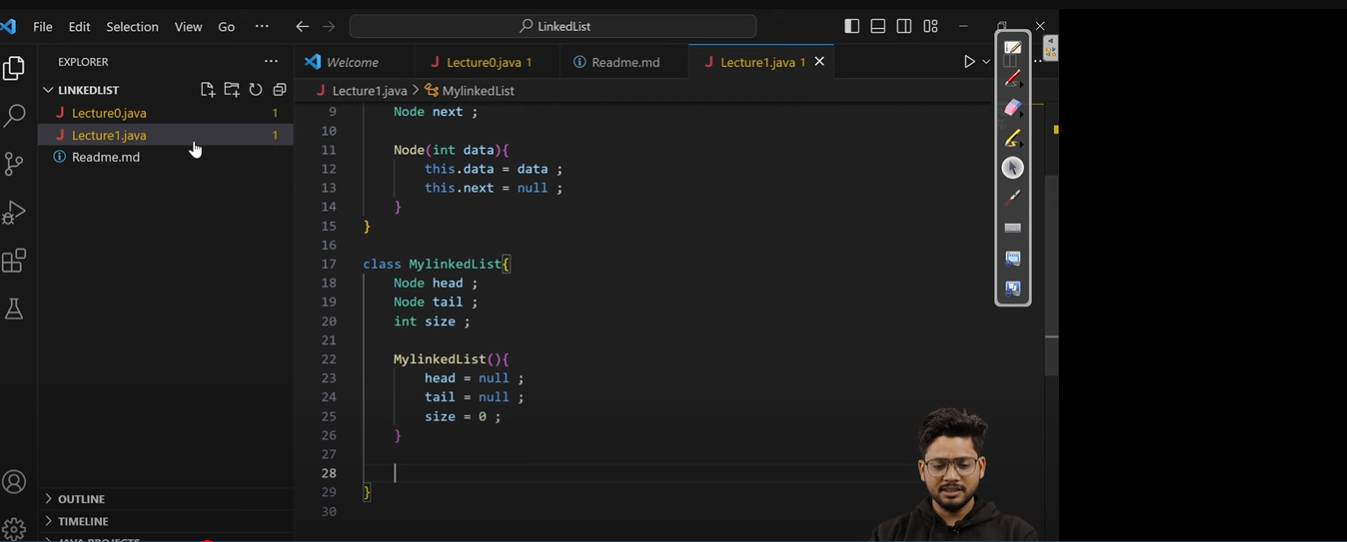 File Edit Selection View Go ... LinkedList
EXPLORER ...
Welcome
Lecture0.java 1
Readme.md
Lecture1.java 1
LINKEDLIST
Lecture1.java > MylinkedList
Lecture0.java 1
Lecture1.java 1
Readme.md
9 Node next ;
10
11 Node(int data){
12 this.data = data ;
13 this.next = null ;
14 }
15 }
16
17 class MylinkedList{
18 Node head ;
19 Node tail ;
20 int size ;
21
22 MylinkedList(){
23 head = null ;
24 tail = null ;
25 size = 0 ;
26 }
27
28
29 }
30
OUTLINE
TIMELINE
JAVA PROJECTS